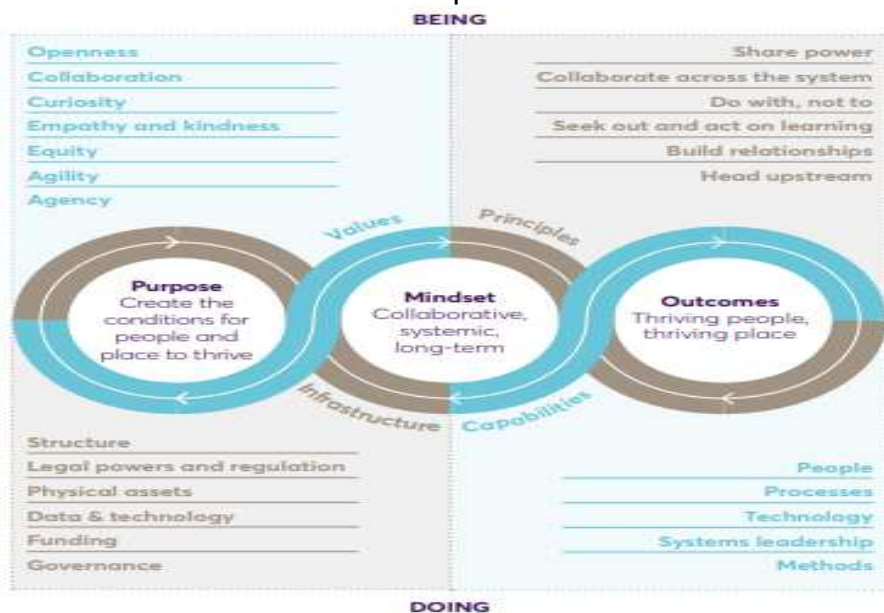 BEING
Openness
Collaboration
Curiosity
Empathy and kindness
Equity
Agility
Agency
Share power
Collaborate across the system
Do with, not to
Seek out and act on learning
Build relationships
Head upstream
Values
Principles
Purpose
Create the
conditions for
people and
place to thrive
Mindset
Collaborative,
systemic,
long-term
Outcomes
Thriving people,
thriving place
Infrastructure
Capabilities
Structure
Legal powers and regulation
Physical assets
Data & technology
Funding
Governance
People
Processes
Technology
Systems leadership
Methods
DOING